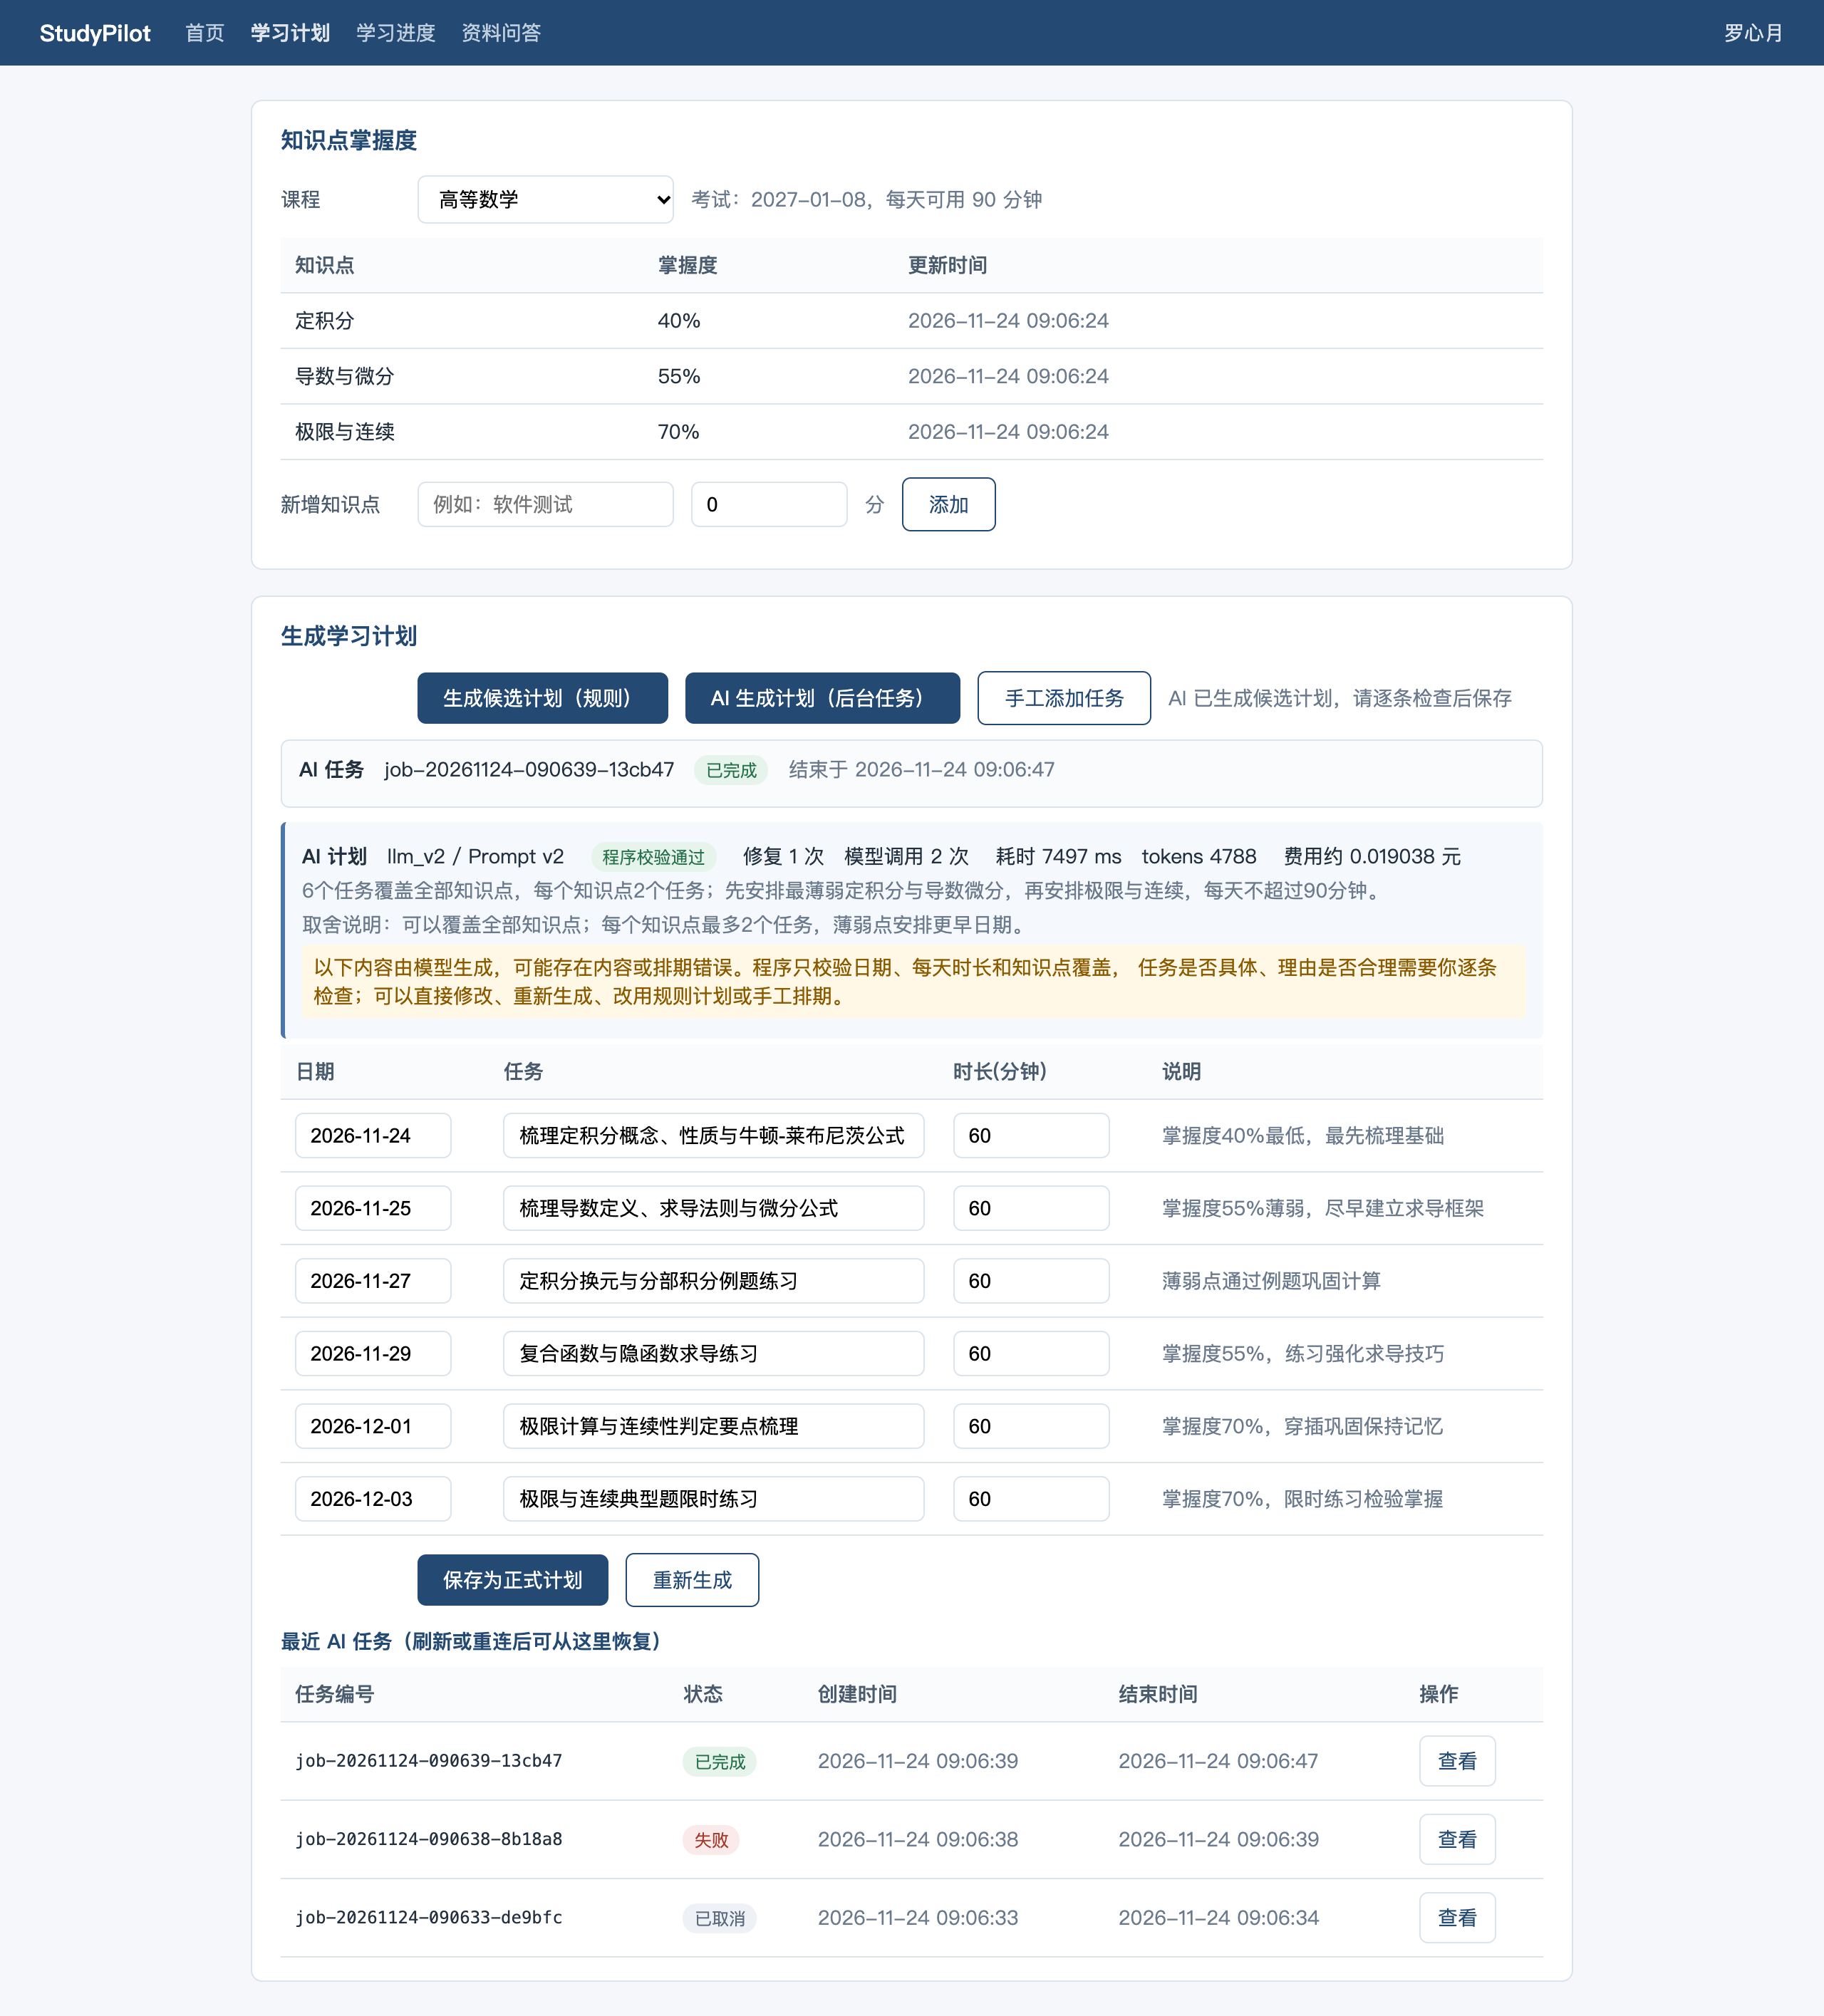 StudyPilot 首页 学习计划 学习进度 资料问答 罗心月
知识点掌握度
课程 高等数学 考试：2027-01-08，每天可用 90 分钟
知识点 掌握度 更新时间
定积分 40% 2026-11-24 09:06:24
导数与微分 55% 2026-11-24 09:06:24
极限与连续 70% 2026-11-24 09:06:24
新增知识点 例如：软件测试 0 分 添加
生成学习计划
生成候选计划（规则） AI 生成计划（后台任务） 手工添加任务 AI 已生成候选计划，请逐条检查后保存
AI 任务 job-20261124-090639-13cb47 已完成 结束于 2026-11-24 09:06:47
AI 计划 llm_v2 / Prompt v2 程序校验通过 修复 1 次 模型调用 2 次 耗时 7497 ms tokens 4788 费用约 0.019038 元
6个任务覆盖全部知识点，每个知识点2个任务；先安排最薄弱定积分与导数微分，再安排极限与连续，每天不超过90分钟。
取舍说明：可以覆盖全部知识点；每个知识点最多2个任务，薄弱点安排更早日期。
以下内容由模型生成，可能存在内容或排期错误。程序只校验日期、每天时长和知识点覆盖， 任务是否具体、理由是否合理需要你逐条
检查；可以直接修改、重新生成、改用规则计划或手工排期。
日期 任务 时长(分钟) 说明
2026-11-24 梳理定积分概念、性质与牛顿-莱布尼茨公式 60 掌握度40%最低，最先梳理基础
2026-11-25 梳理导数定义、求导法则与微分公式 60 掌握度55%薄弱，尽早建立求导框架
2026-11-27 定积分换元与分部积分例题练习 60 薄弱点通过例题巩固计算
2026-11-29 复合函数与隐函数求导练习 60 掌握度55%，练习强化求导技巧
2026-12-01 极限计算与连续性判定要点梳理 60 掌握度70%，穿插巩固保持记忆
2026-12-03 极限与连续典型题限时练习 60 掌握度70%，限时练习检验掌握
保存为正式计划 重新生成
最近 AI 任务（刷新或重连后可从这里恢复）
任务编号 状态 创建时间 结束时间 操作
job-20261124-090639-13cb47 已完成 2026-11-24 09:06:39 2026-11-24 09:06:47 查看
job-20261124-090638-8b18a8 失败 2026-11-24 09:06:38 2026-11-24 09:06:39 查看
job-20261124-090633-de9bfc 已取消 2026-11-24 09:06:33 2026-11-24 09:06:34 查看